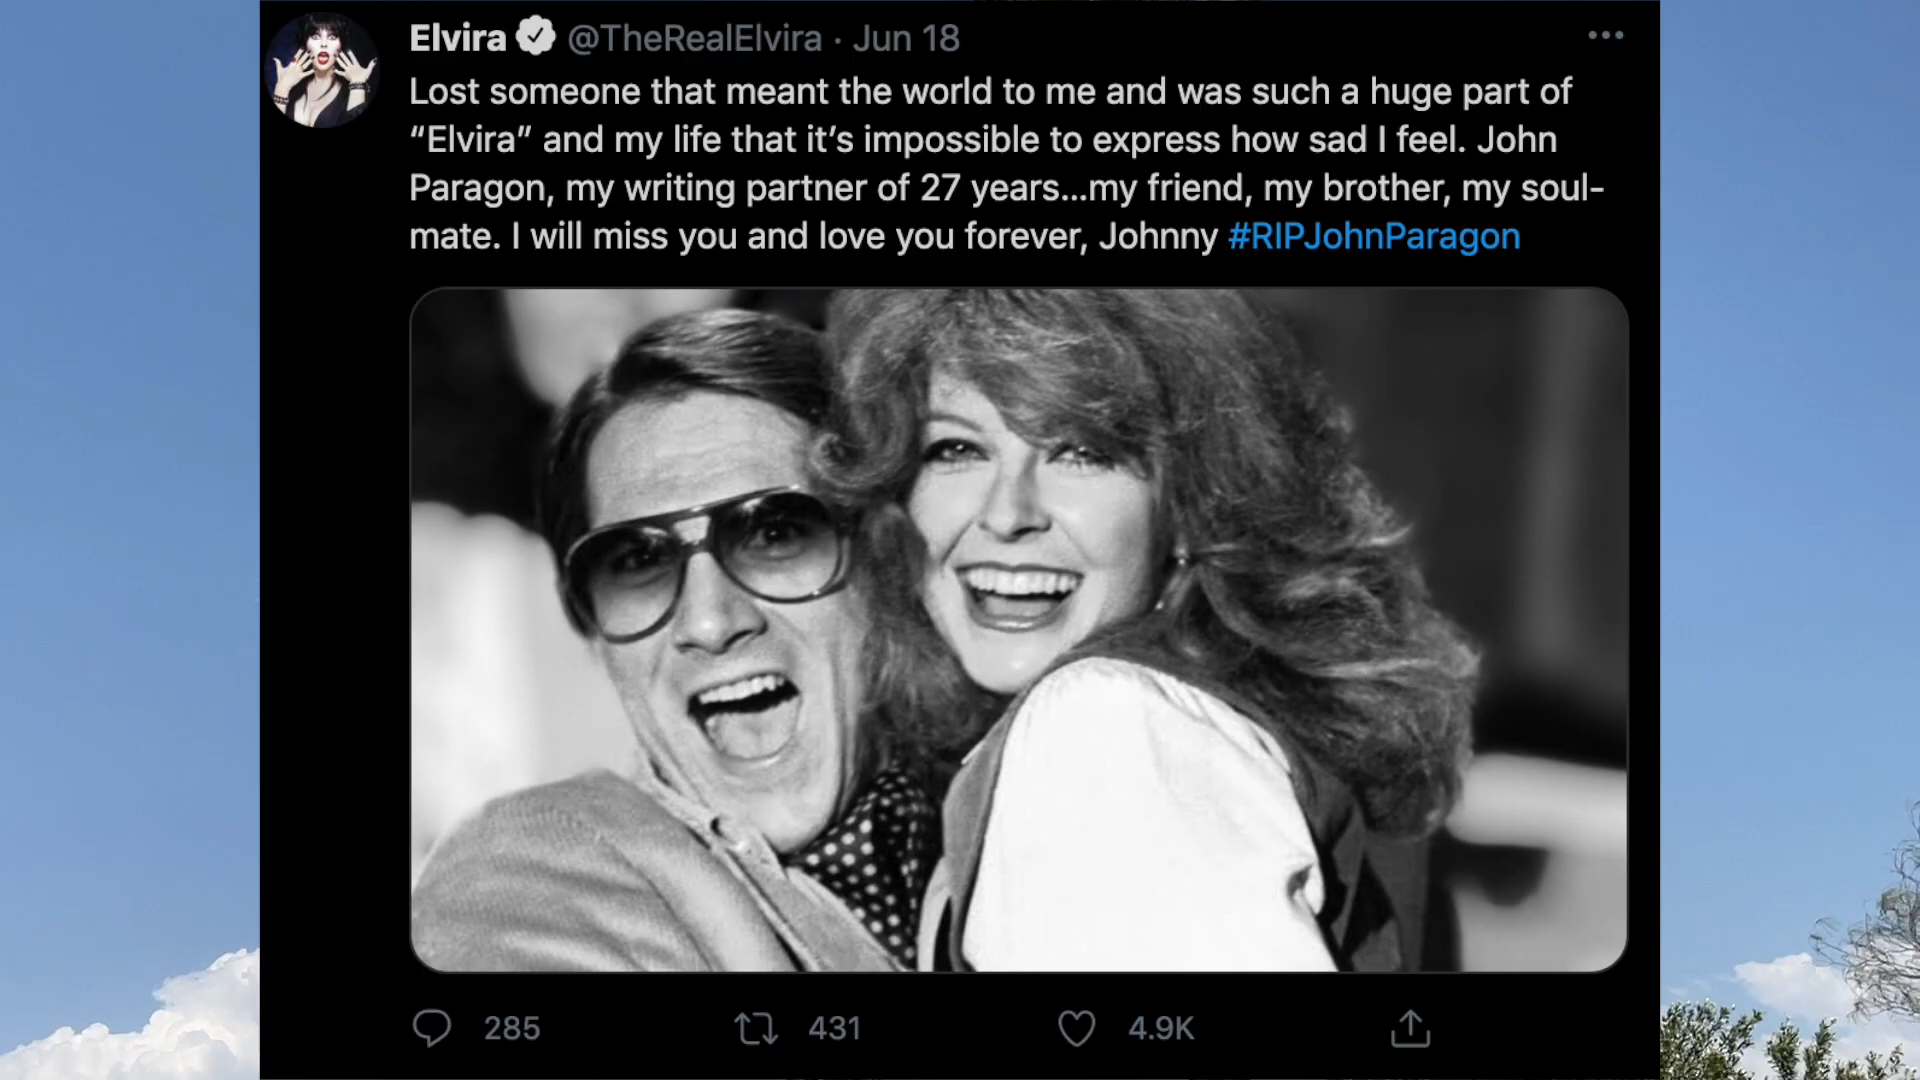 Elvira @TheRealElvira · Jun 18
Lost someone that meant the world to me and was such a huge part of
“Elvira” and my life that it’s impossible to express how sad I feel. John
Paragon, my writing partner of 27 years...my friend, my brother, my soul-
mate. I will miss you and love you forever, Johnny #RIPJohnParagon
285 431 4.9K